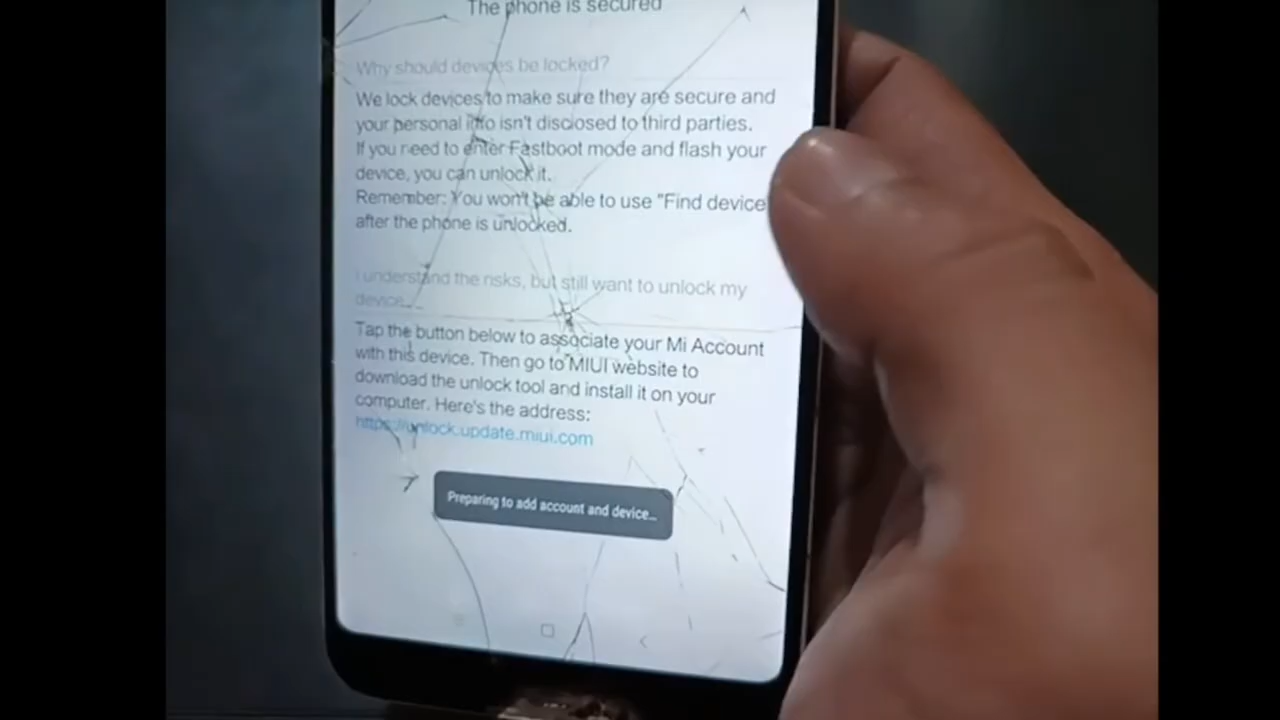 The phone is secured
Why should devices be locked?
We lock devices to make sure they are secure and
your personal info isn't disclosed to third parties.
If you need to enter Fastboot mode and flash your
device, you can unlock it.
Remember: You won't be able to use "Find device
after the phone is unlocked.
I understand the risks, but still want to unlock my
device...
Tap the button below to associate your Mi Account
with this device. Then go to MIUI website to
download the unlock tool and install it on your
computer. Here's the address:
https://unlock.update.miui.com
Preparing to add account and device...